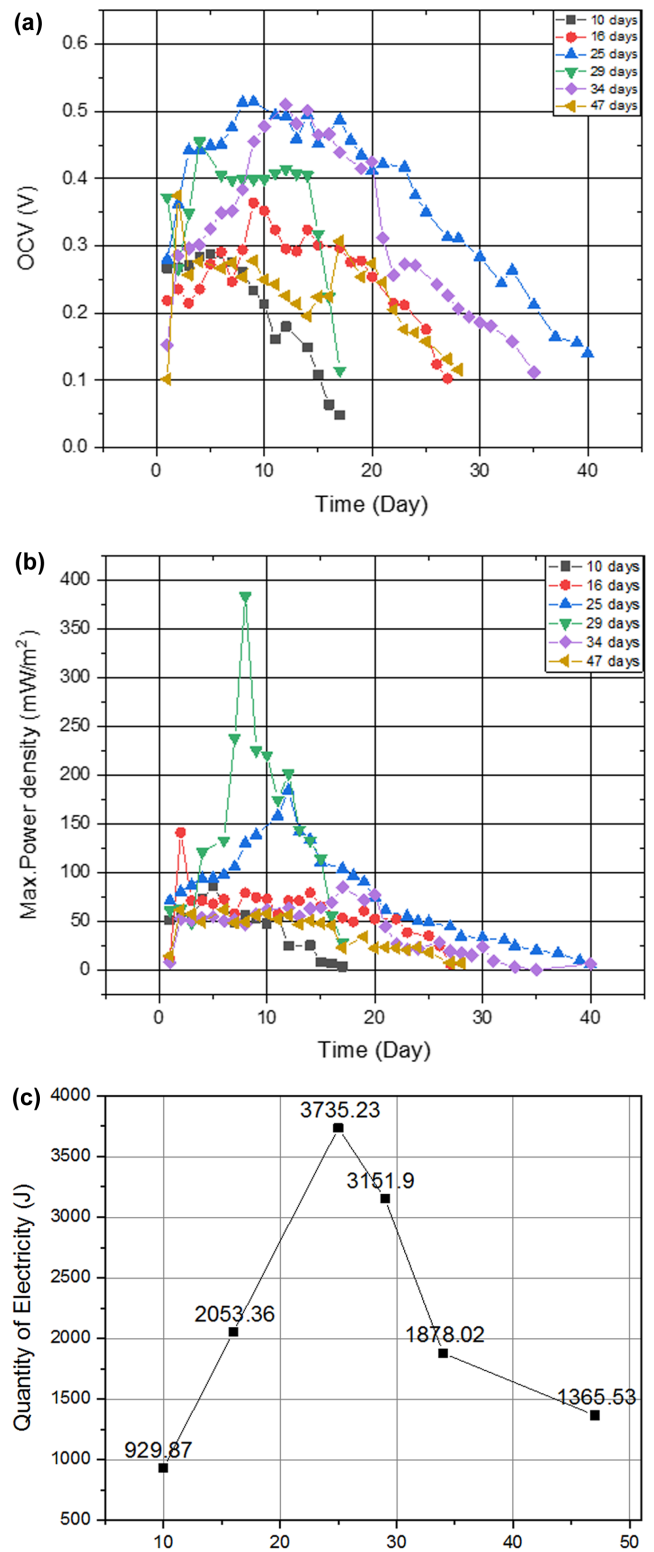 (a)
10 days
16 days
25 days
29 days
34 days
47 days
0.6
0.5
0.4
0.3
0.2
0.1
0.0
OCV (V)
0
10
20
30
40
Time (Day)
(b)
10 days
16 days
25 days
29 days
34 days
47 days
400
350
300
250
200
150
100
50
0
Max.Power density (mW/m²)
0
10
20
30
40
Time (Day)
(c)
4000
3500
3000
2500
2000
1500
1000
500
Quantity of Electricity (J)
3735.23
3151.9
2053.36
1878.02
1365.53
929.87
10
20
30
40
50